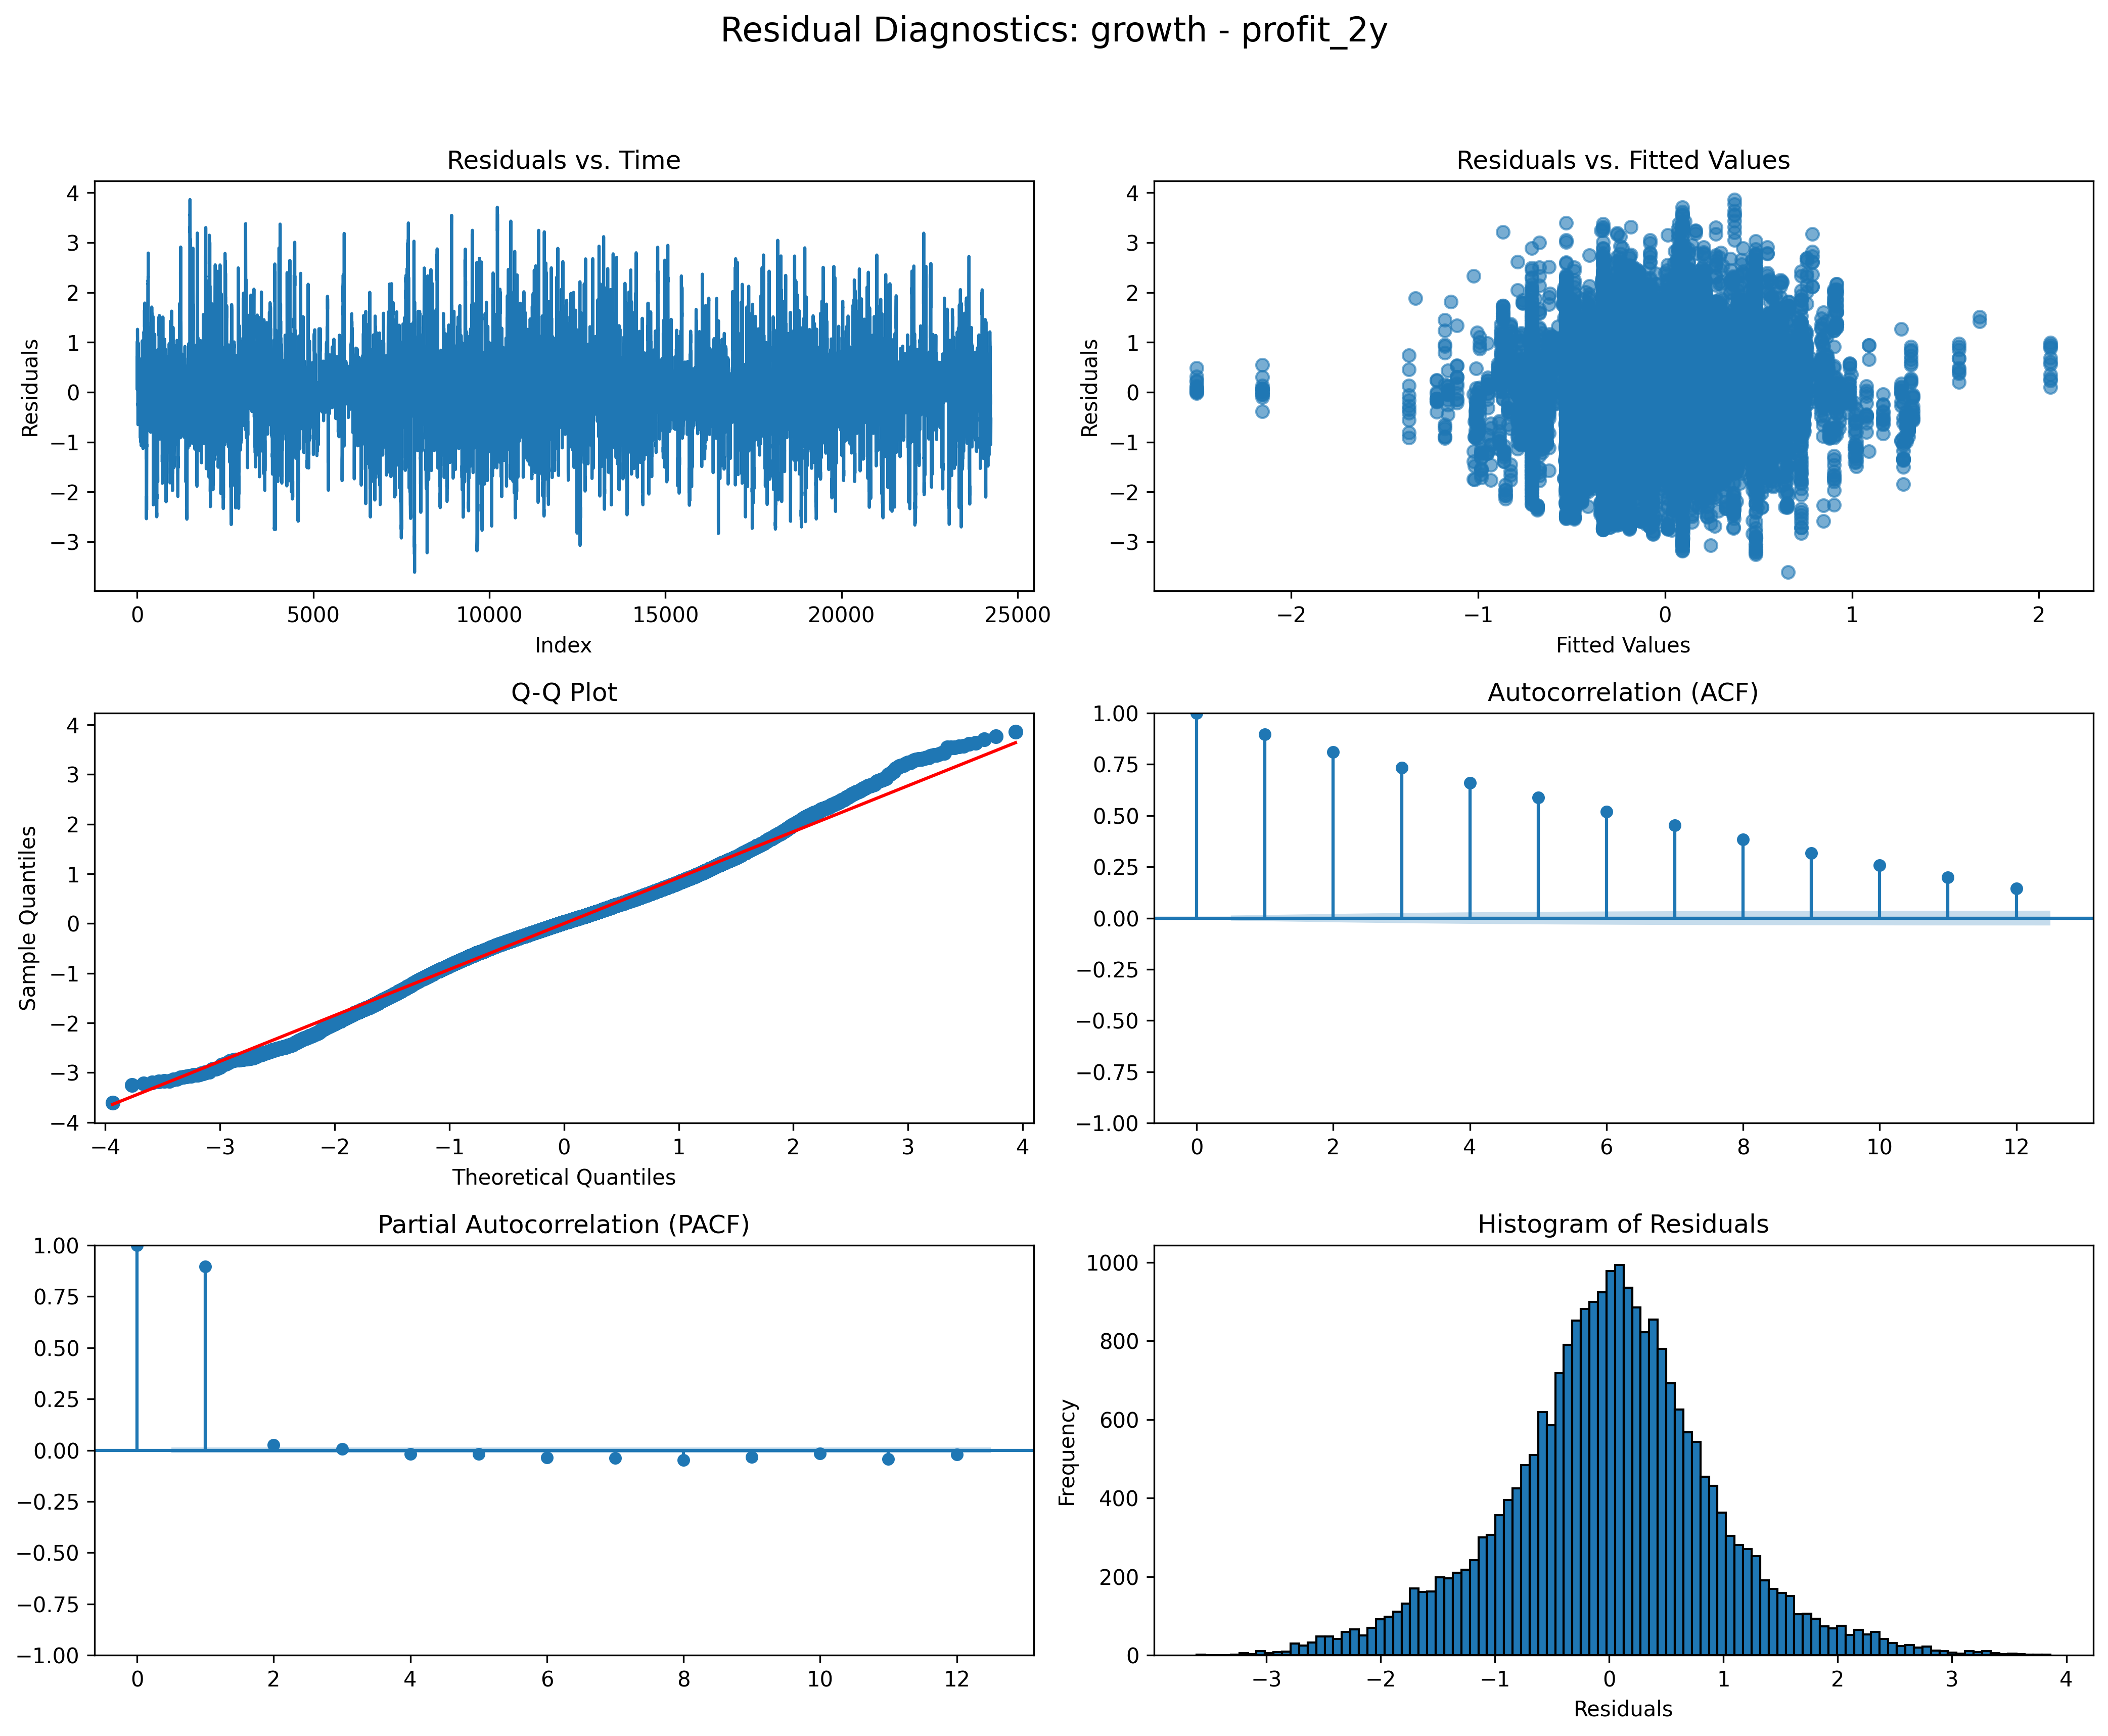 Residual Diagnostics: growth - profit_2y
Residuals vs. Time
4
3
2
1
0
−1
−2
−3
Residuals
0 5000 10000 15000 20000 25000
Index
Residuals vs. Fitted Values
4
3
2
1
0
−1
−2
−3
Residuals
−2 −1 0 1 2
Fitted Values
Q-Q Plot
4
3
2
1
0
−1
−2
−3
−4
Sample Quantiles
−4 −3 −2 −1 0 1 2 3 4
Theoretical Quantiles
Autocorrelation (ACF)
1.00
0.75
0.50
0.25
0.00
−0.25
−0.50
−0.75
−1.00
0 2 4 6 8 10 12
Partial Autocorrelation (PACF)
1.00
0.75
0.50
0.25
0.00
−0.25
−0.50
−0.75
−1.00
0 2 4 6 8 10 12
Histogram of Residuals
1000
800
600
400
200
0
Frequency
−3 −2 −1 0 1 2 3 4
Residuals